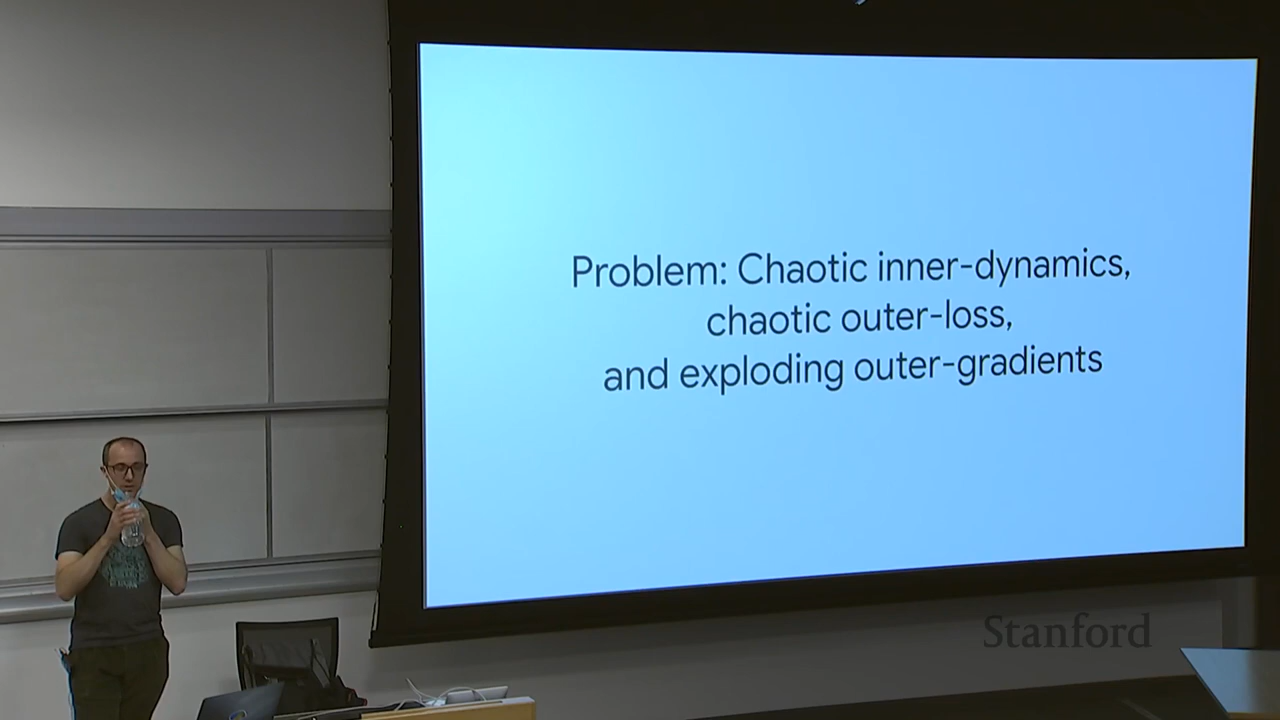 Problem: Chaotic inner-dynamics,
chaotic outer-loss,
and exploding outer-gradients
Stanford